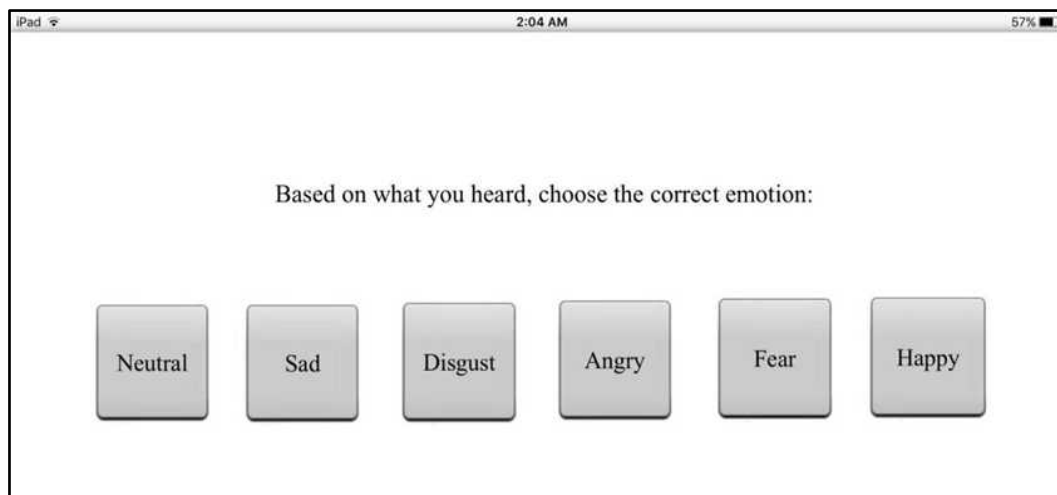 iPad 2:04 AM 57%
Based on what you heard, choose the correct emotion:
Neutral Sad Disgust Angry Fear Happy